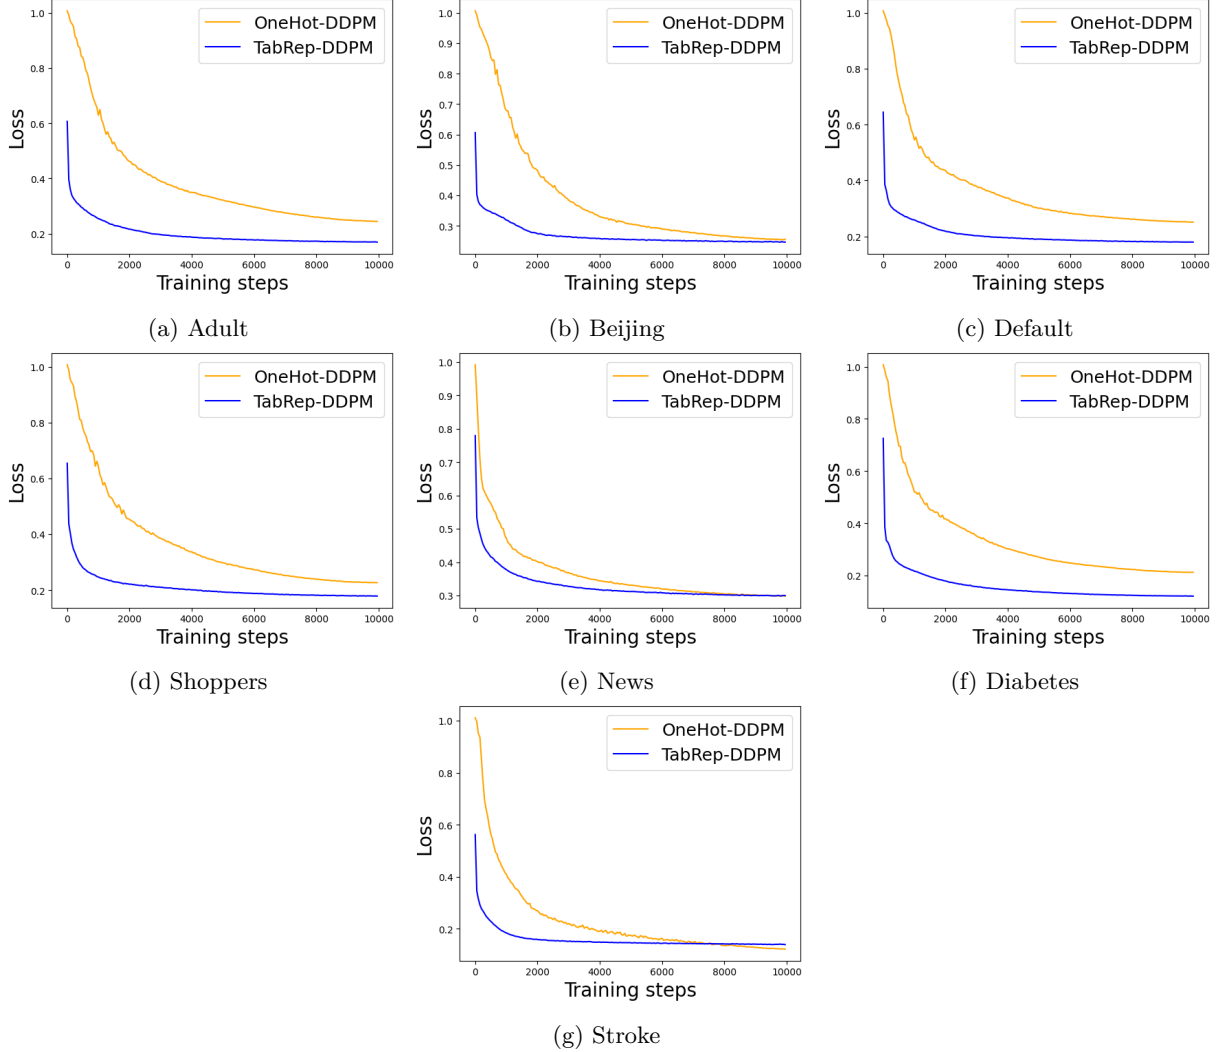 OneHot-DDPM
TabRep-DDPM
Loss
1.0
0.8
0.6
0.4
0.2
0 2000 4000 6000 8000 10000
Training steps
(a) Adult
OneHot-DDPM
TabRep-DDPM
Loss
1.0
0.9
0.8
0.7
0.6
0.5
0.4
0.3
0 2000 4000 6000 8000 10000
Training steps
(b) Beijing
OneHot-DDPM
TabRep-DDPM
Loss
1.0
0.8
0.6
0.4
0.2
0 2000 4000 6000 8000 10000
Training steps
(c) Default
OneHot-DDPM
TabRep-DDPM
Loss
1.0
0.8
0.6
0.4
0.2
0 2000 4000 6000 8000 10000
Training steps
(d) Shoppers
OneHot-DDPM
TabRep-DDPM
Loss
1.0
0.9
0.8
0.7
0.6
0.5
0.4
0.3
0 2000 4000 6000 8000 10000
Training steps
(e) News
OneHot-DDPM
TabRep-DDPM
Loss
1.0
0.8
0.6
0.4
0.2
0 2000 4000 6000 8000 10000
Training steps
(f) Diabetes
OneHot-DDPM
TabRep-DDPM
Loss
1.0
0.8
0.6
0.4
0.2
0 2000 4000 6000 8000 10000
Training steps
(g) Stroke